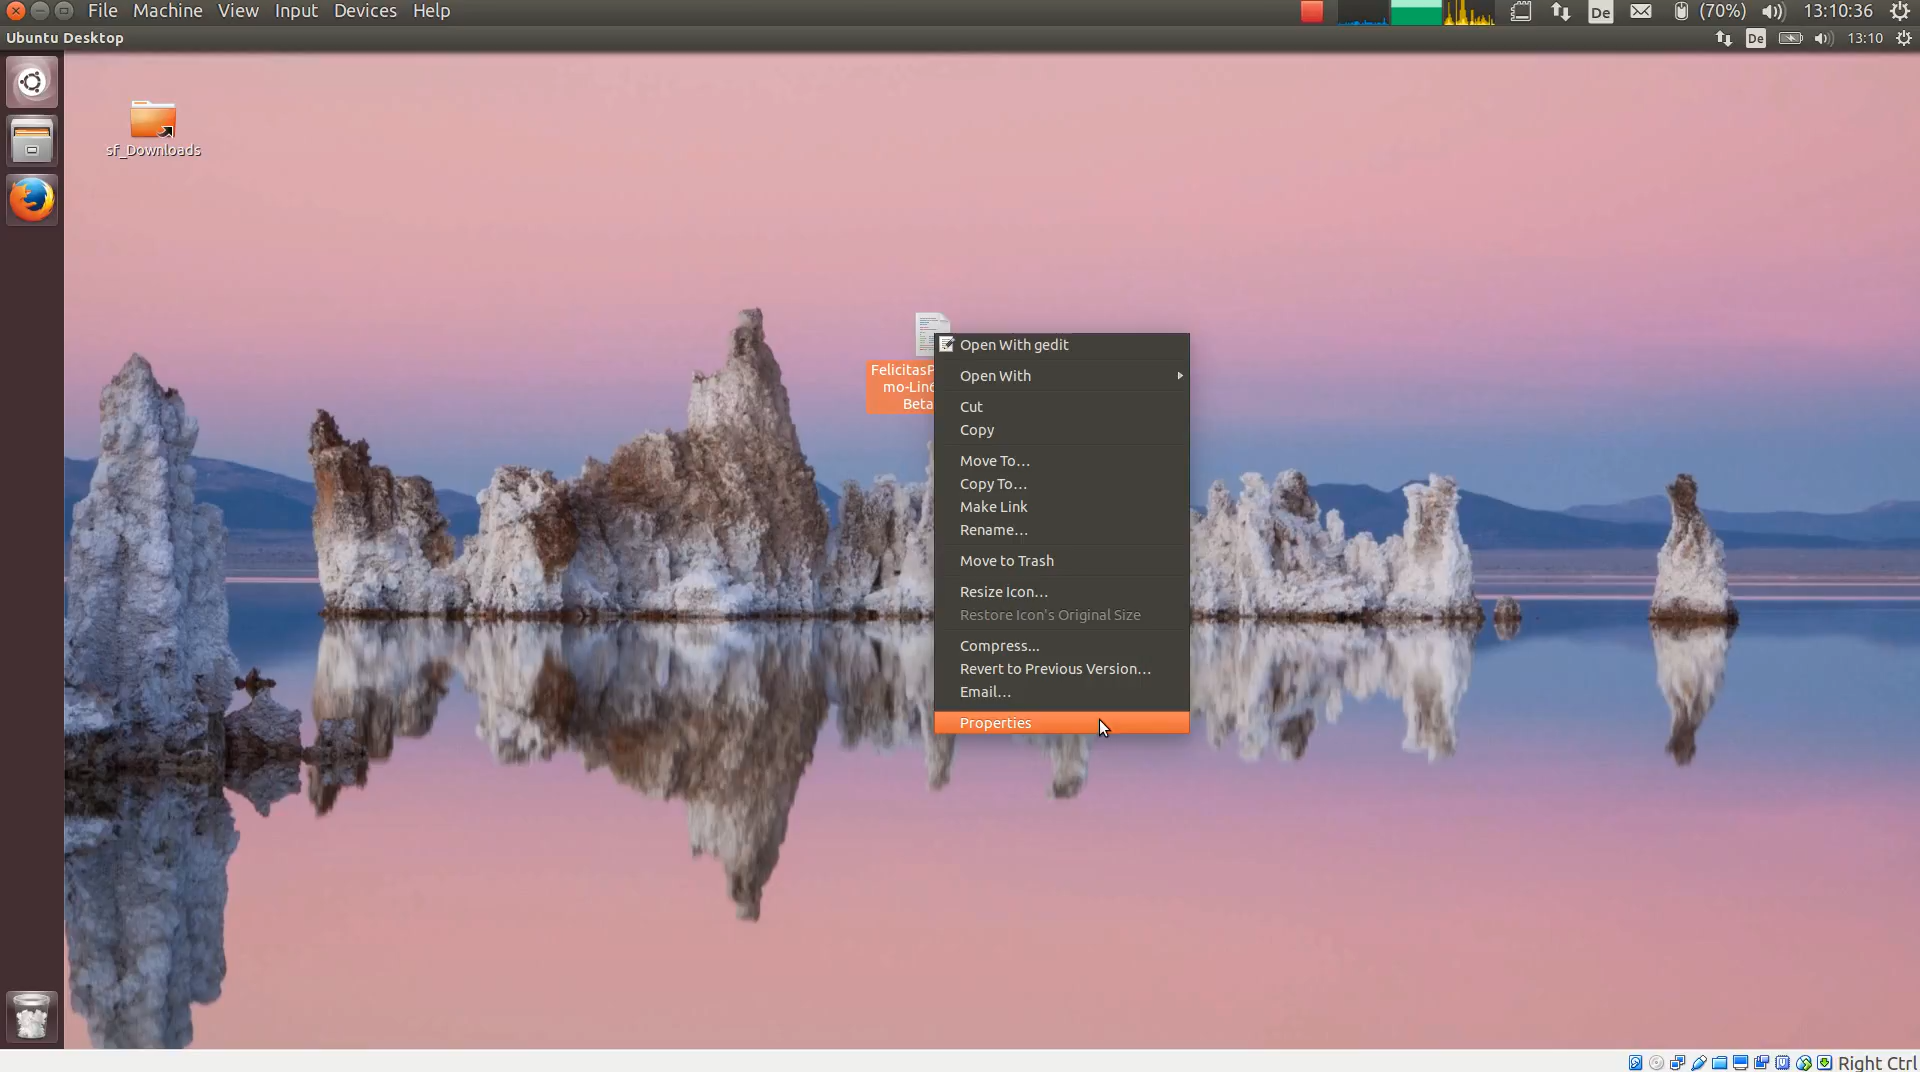 File Machine View Input Devices Help
De (70%) 13:10:36
Ubuntu Desktop
De 13:10
sf_Downloads
Open With gedit
FelicitasP
mo-Lin
Beta
Open With
Cut
Copy
Move To…
Copy To…
Make Link
Rename…
Move to Trash
Resize Icon…
Restore Icon's Original Size
Compress...
Revert to Previous Version…
Email…
Properties
Right Ctrl